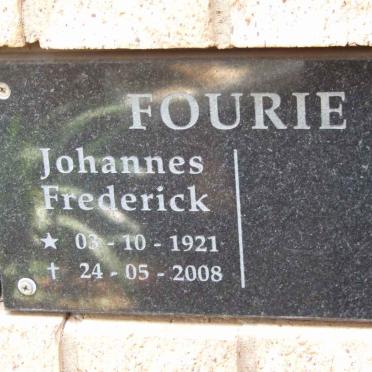 FOURIE
Johannes
Frederick
★ 03 - 10 - 1921
✝ 24 - 05 - 2008